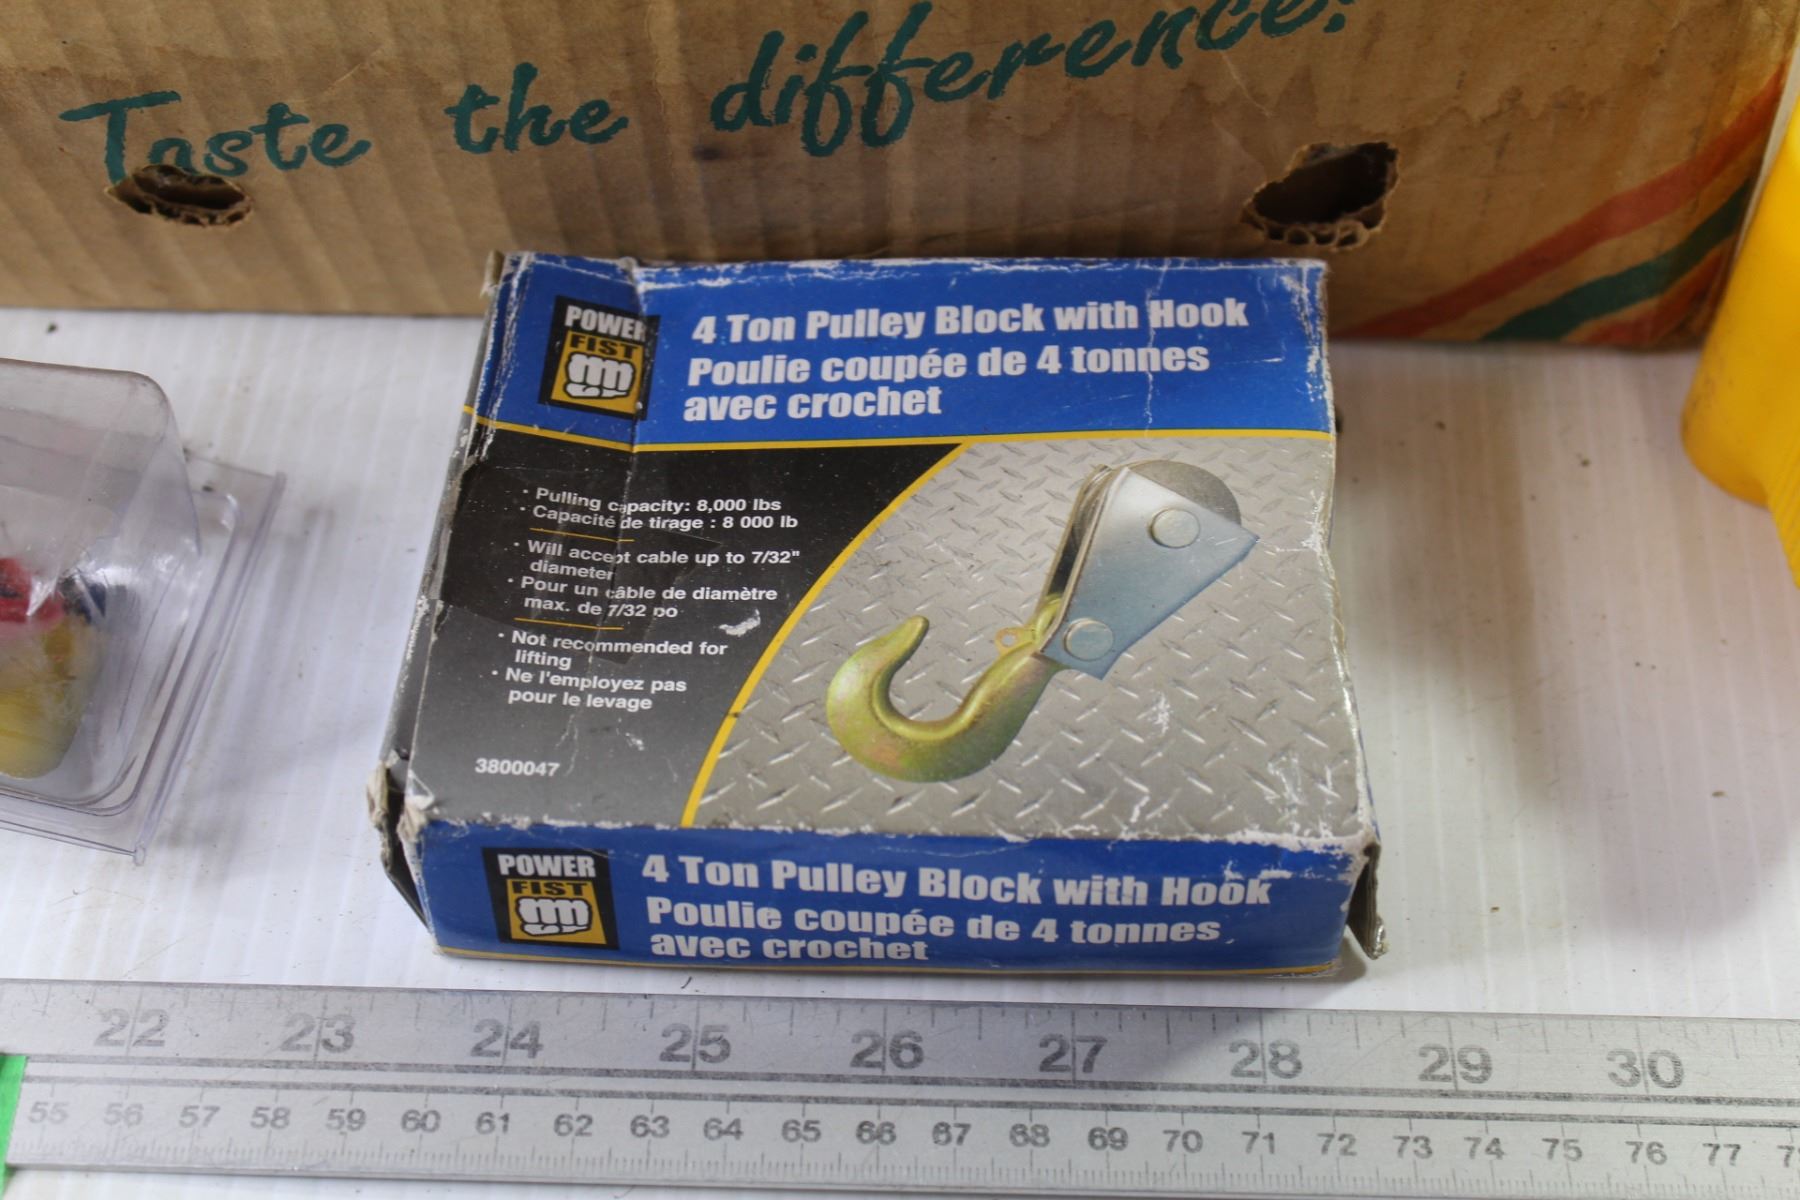 Taste the difference.
POWER
FIST
4 Ton Pulley Block with Hook
Poulie coupée de 4 tonnes
avec crochet
• Pulling capacity: 8,000 lbs
• Capacité de tirage : 8 000 lb
• Will accept cable up to 7/32"
diameter
• Pour un câble de diamètre
max. de 7/32 po
• Not recommended for
lifting
• Ne l'employez pas
pour le levage
3800047
POWER
FIST
4 Ton Pulley Block with Hook
Poulie coupée de 4 tonnes
avec crochet
22 23 24 25 26 27 28 29 30
55 56 57 58 59 60 61 62 63 64 65 66 67 68 69 70 71 72 73 74 75 76 77